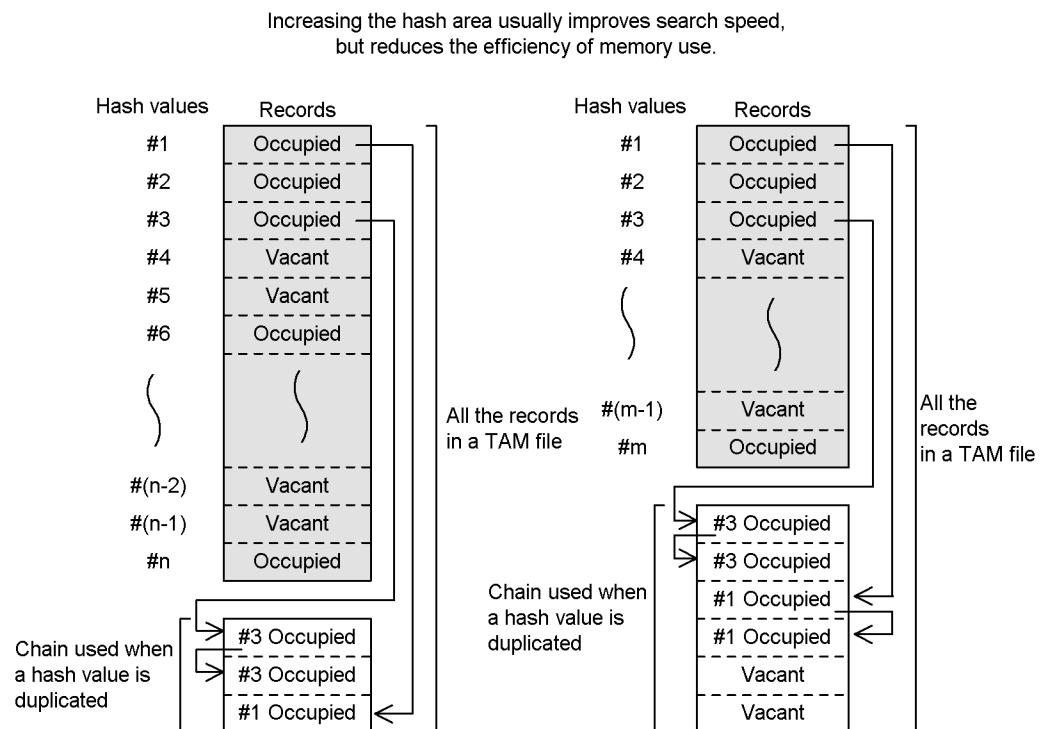 Increasing the hash area usually improves search speed,
but reduces the efficiency of memory use.
Hash values
Records
#1
Occupied
#2
Occupied
#3
Occupied
#4
Vacant
#5
Vacant
#6
Occupied
#(n-2)
Vacant
#(n-1)
Vacant
#n
Occupied
All the records
in a TAM file
Chain used when
a hash value is
duplicated
#3 Occupied
#3 Occupied
#1 Occupied
Hash values
Records
#1
Occupied
#2
Occupied
#3
Occupied
#4
Vacant
#(m-1)
Vacant
#m
Occupied
All the
records
in a TAM file
Chain used when
a hash value is
duplicated
#3 Occupied
#3 Occupied
#1 Occupied
#1 Occupied
Vacant
Vacant